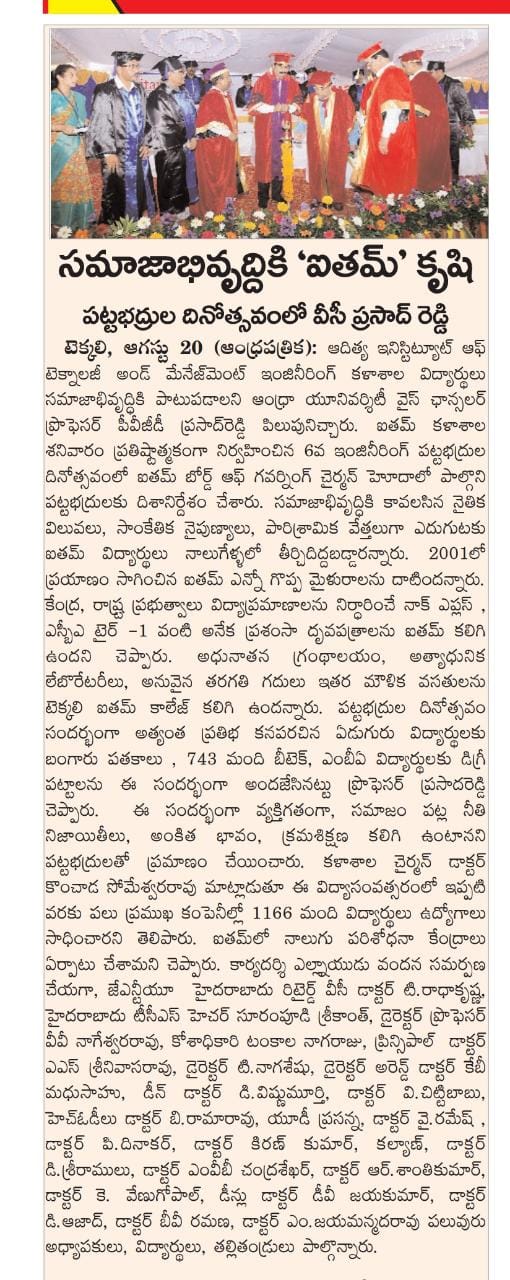 సమాజాభివృద్దికి ‘ఐతమ్’ కృషి
పట్టభద్రుల దినోత్సవంలో వీసీ ప్రసాద్ రెడ్డి
టెక్కలి, ఆగస్టు 20 (ఆంధ్రపత్రిక): ఆదిత్య ఇనిస్టిట్యూట్ ఆఫ్
టెక్నాలజీ అండ్ మేనేజ్‌మెంట్ ఇంజినీరింగ్ కళాశాల విద్యార్థులు
సమాజాభివృద్ధికి పాటుపడాలని ఆంధ్రా యూనివర్శిటీ వైస్ ఛాన్సలర్
ప్రొఫెసర్ పీవీజీడీ ప్రసాద్‌రెడ్డి పిలుపునిచ్చారు. ఐతమ్ కళాశాల
శనివారం ప్రతిష్ఠాత్మకంగా నిర్వహించిన 6వ ఇంజినీరింగ్ పట్టభద్రుల
దినోత్సవంలో ఐతమ్ బోర్డ్ ఆఫ్ గవర్నింగ్ చైర్మన్ హెూదాలో పాల్గొని
పట్టభద్రులకు దిశానిర్దేశం చేశారు. సమాజాభివృద్ధికి కావలసిన నైతిక
విలువలు, సాంకేతిక నైపుణ్యాలు, పారిశ్రామిక వేత్తలుగా ఎదుగుటకు
ఐతమ్ విద్యార్థులు నాలుగేళ్ళలో తీర్చిదిద్దబడ్డారన్నారు. 2001లో
ప్రయాణం సాగించిన ఐతమ్ ఎన్నో గొప్ప మైళురాలను దాటిందన్నారు.
కేంద్ర, రాష్ట్ర ప్రభుత్వాలు విద్యాప్రమాణాలను నిర్ధారించే నాక్ ఎప్లస్ ,
ఎన్బీఎ టైర్ -1 వంటి అనేక ప్రశంసా ధృవపత్రాలను ఐతమ్ కలిగి
ఉందని చెప్పారు. అధునాతన గ్రంథాలయం, అత్యాధునిక
లేబొరేటరీలు, అనువైన తరగతి గదులు ఇతర మౌళిక వసతులను
టెక్కలి ఐతమ్ కాలేజ్ కలిగి ఉందన్నారు. పట్టభద్రుల దినోత్సవం
సందర్భంగా అత్యంత ప్రతిభ కనపరచిన ఏడుగురు విద్యార్థులకు
బంగారు పతకాలు , 743 మంది బీటెక్, ఎంబీఏ విద్యార్థులకు డిగ్రీ
పట్టాలను ఈ సందర్భంగా అందజేసినట్టు ప్రొఫెసర్ ప్రసాదరెడ్డి
చెప్పారు. ఈ సందర్భంగా వ్యక్తిగతంగా, సమాజం పట్ల నీతి
నిజాయితీలు, అంకిత భావం, క్రమశిక్షణ కలిగి ఉంటానని
పట్టభద్రులతో ప్రమాణం చేయించారు. కళాశాల చైర్మన్ డాక్టర్
కొంచాడ సోమేశ్వరరావు మాట్లాడుతూ ఈ విద్యాసంవత్సరంలో ఇప్పటి
వరకు పలు ప్రముఖ కంపెనీల్లో 1166 మంది విద్యార్థులు ఉద్యోగాలు
సాధించారని తెలిపారు. ఐతమ్‌లో నాలుగు పరిశోధనా కేంద్రాలు
ఏర్పాటు చేశామని చెప్పారు. కార్యదర్శి ఎల్నాయుడు వందన సమర్పణ
చేయగా, జేఎన్టీయూ హైదరాబాదు రిటైర్డ్ వీసీ డాక్టర్ టి.రాధాకృష్ణ,
హైదరాబాదు టీసీఎస్ హెచర్ సూరంపూడి శ్రీకాంత్, డైరెక్టర్ ప్రొఫెసర్
వీవీ నాగేశ్వరరావు, కోశాధికారి టంకాల నాగరాజు, ప్రిన్సిపాల్ డాక్టర్
ఎఎస్ శ్రీనివాసరావు, డైరెక్టర్ టి.నాగశేషు, డైరెక్టర్ ఆరెన్డ్ డాక్టర్ కేబీ
మధుసాహు, డీన్ డాక్టర్ డి.విష్ణుమూర్తి, డాక్టర్ వి.చిట్టిబాబు,
హెచ్ఓడీలు డాక్టర్ బి.రామారావు, యూడీ ప్రసన్న, డాక్టర్ వై.రమేష్ ,
డాక్టర్ పి.దినాకర్, డాక్టర్ కిరణ్ కుమార్, కల్యాణ్, డాక్టర్
డి.శ్రీరాములు, డాక్టర్ ఎంవీబీ చంద్రశేఖర్, డాక్టర్ ఆర్.శాంతికుమార్,
డాక్టర్ కె. వేణుగోపాల్, డీన్లు డాక్టర్ డీవీ జయకుమార్, డాక్టర్
డి.ఆజాద్, డాక్టర్ బీవీ రమణ, డాక్టర్ ఎం.జయమన్మదరావు పలువురు
అధ్యాపకులు, విద్యార్థులు, తల్లితండ్రులు పాల్గొన్నారు.